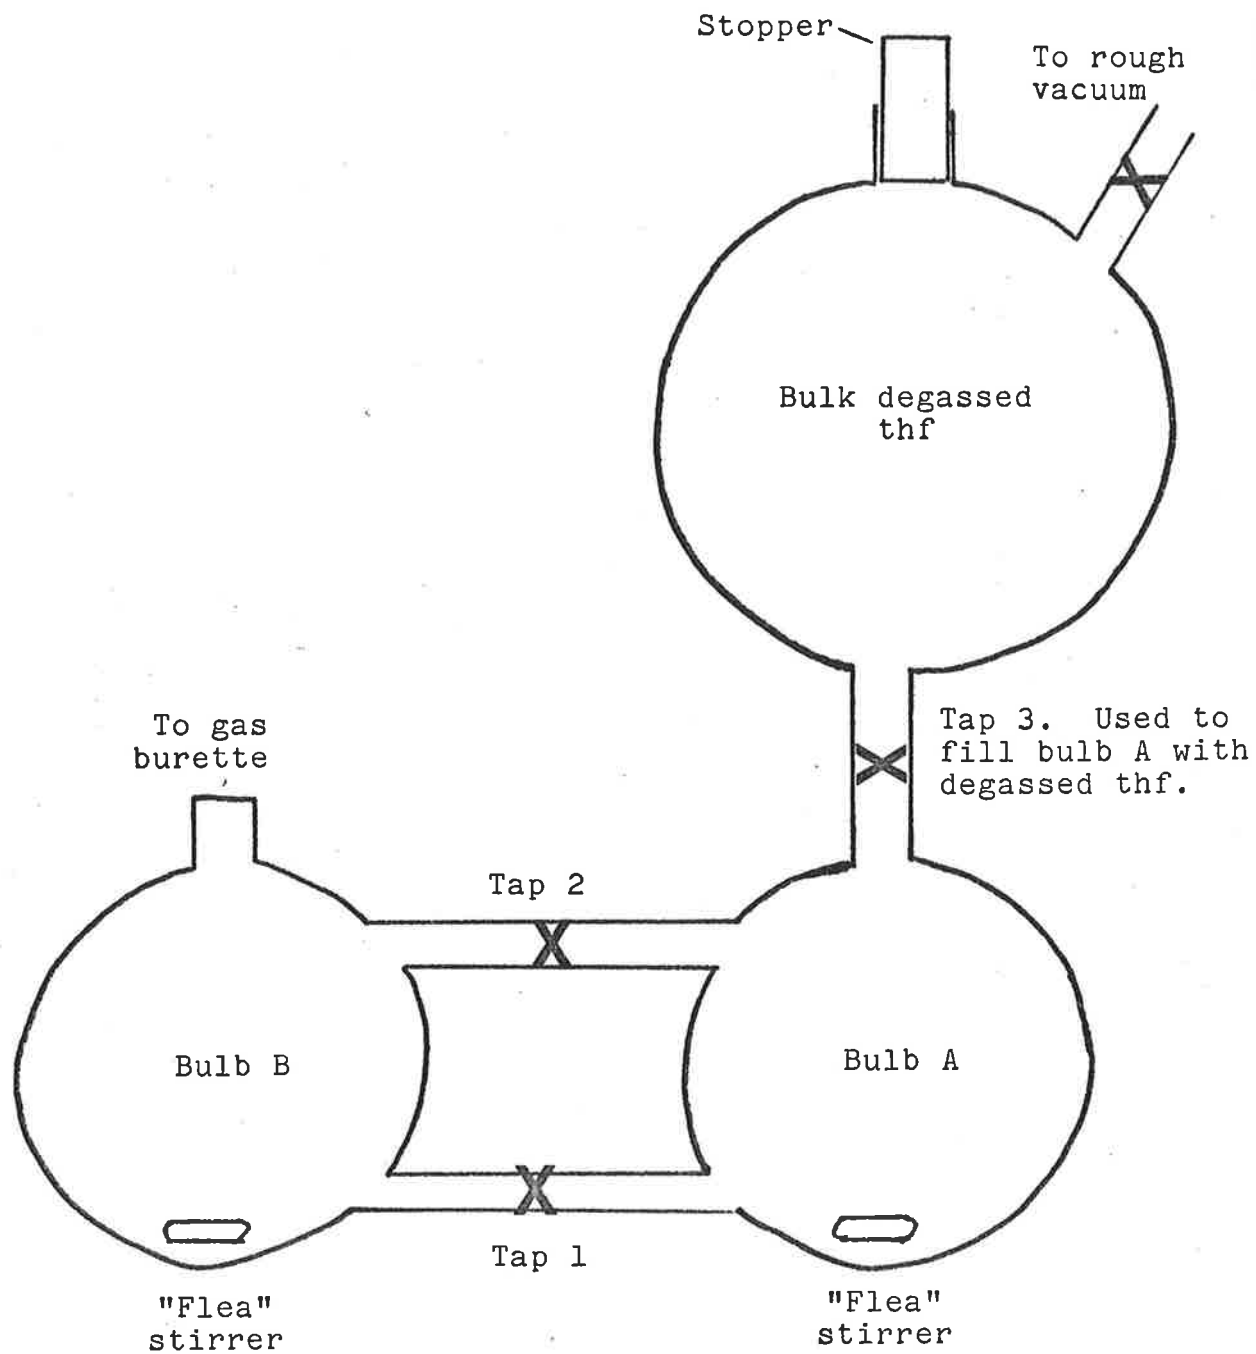 Stopper
To rough
vacuum
Bulk degassed
thf
To gas
burette
Tap 3.  Used to
fill bulb A with
degassed thf.
Tap 2
Bulb B
Bulb A
Tap 1
"Flea"
stirrer
"Flea"
stirrer